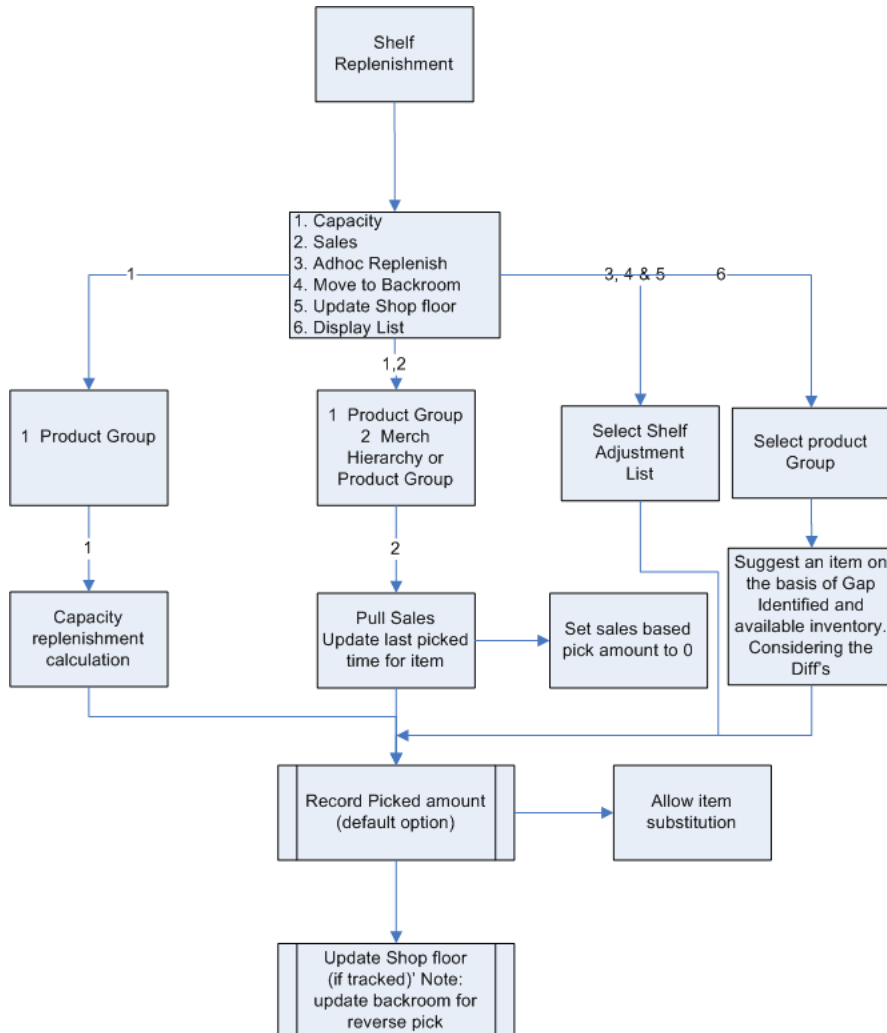 Shelf
Replenishment
1. Capacity
2. Sales
3. Adhoc Replenish
4. Move to Backroom
5. Update Shop floor
6. Display List
1
3, 4 & 5
6
1,2
1 Product Group
1 Product Group
2 Merch
Hierarchy or
Product Group
Select Shelf
Adjustment
List
Select product
Group
1
2
Capacity
replenishment
calculation
Pull Sales
Update last picked
time for item
Set sales based
pick amount to 0
Suggest an item on
the basis of Gap
Identified and
available inventory.
Considering the
Diff's
Record Picked amount
(default option)
Allow item
substitution
Update Shop floor
(if tracked)' Note:
update backroom for
reverse pick